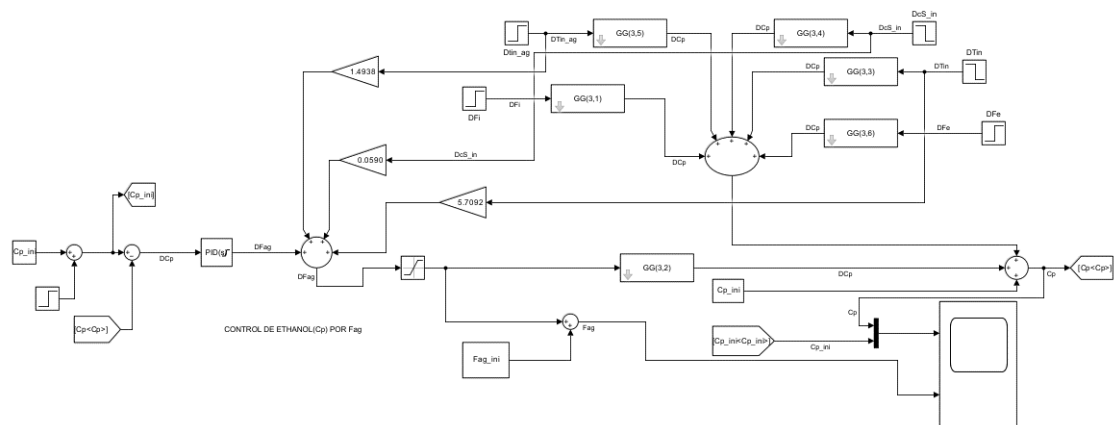 DcS_in
DTin_ag
GG(3,5)
DCp
DCp
GG(3,4)
DcS_in
DTin_ag
1.4938
DCp
GG(3,3)
DTin
DTin
DFi
DFi
GG(3,1)
DFe
DCp
GG(3,6)
DFe
0.0590
DcS_in
DCp
[Cp_ini]
5.7092
Cp_ini
DCp
DFag
DFag
GG(3,2)
DCp
Cp
[Cp<Cp>]
Cp_ini
[Cp<Cp>]
CONTROL DE ETHANOL(Cp) POR Fag
Fag
Cp
[Cp_ini<Cp_ini>]
Cp_ini
Fag_ini